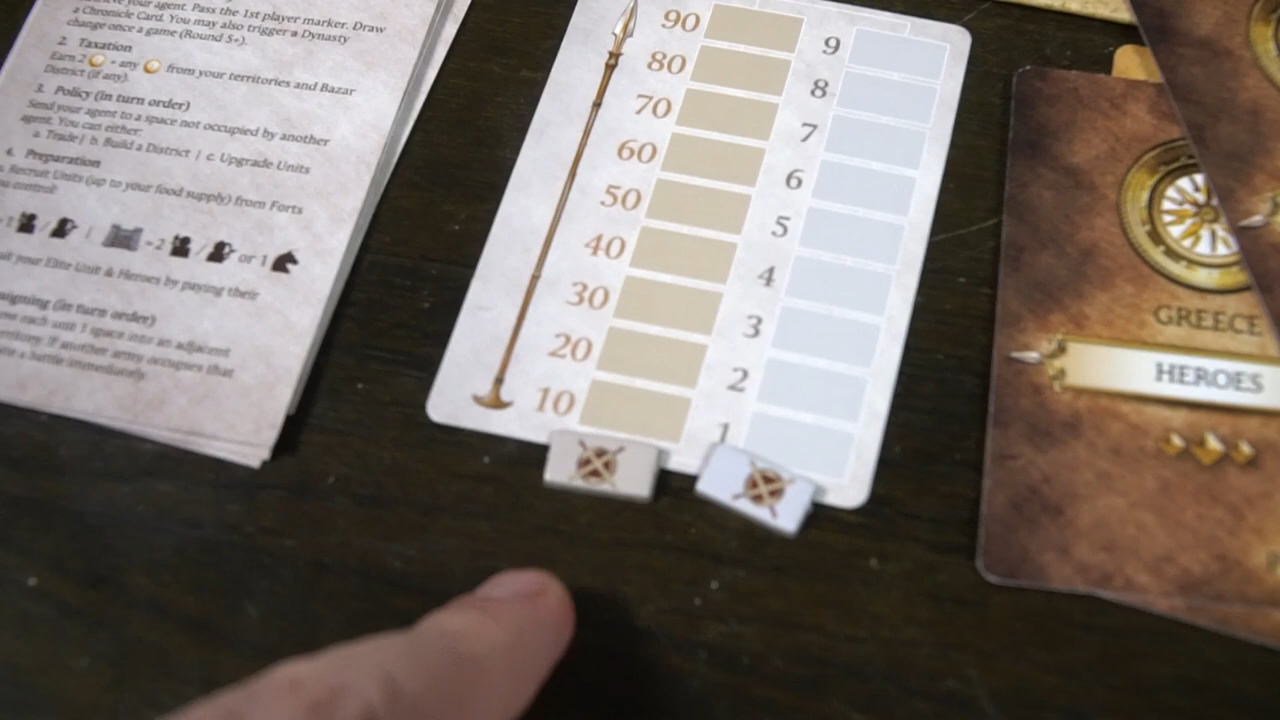 your agent. Pass the 1st player marker. Draw
a Chronicle Card. You may also trigger a Dynasty
change once a game (Round 5+).
2. Taxation
Earn 2 + any from your territories and Bazar
District (if any).
3. Policy (in turn order)
Send your agent to a space not occupied by another
agent. You can either:
a. Trade | b. Build a District | c. Upgrade Units
4. Preparation
Recruit Units (up to your food supply) from Forts
you control:
/ | =2 / or 1
your Elite Unit & Heroes by paying their
(in turn order)
each unit 1 space into an adjacent
If another army occupies that
a battle immediately.
90
80
70
60
50
40
30
20
10
9
8
7
6
5
4
3
2
1
GREECE
HEROES